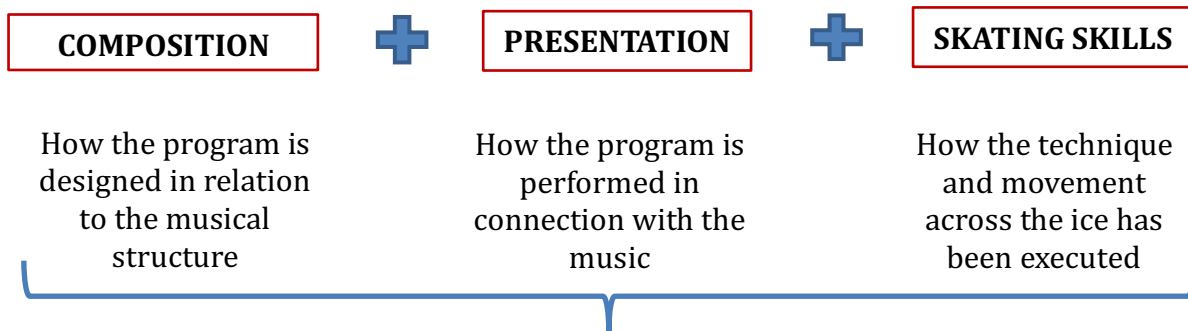 COMPOSITION
PRESENTATION
SKATING SKILLS
How the program is
designed in relation
to the musical
structure
How the program is
performed in
connection with the
music
How the technique
and movement
across the ice has
been executed